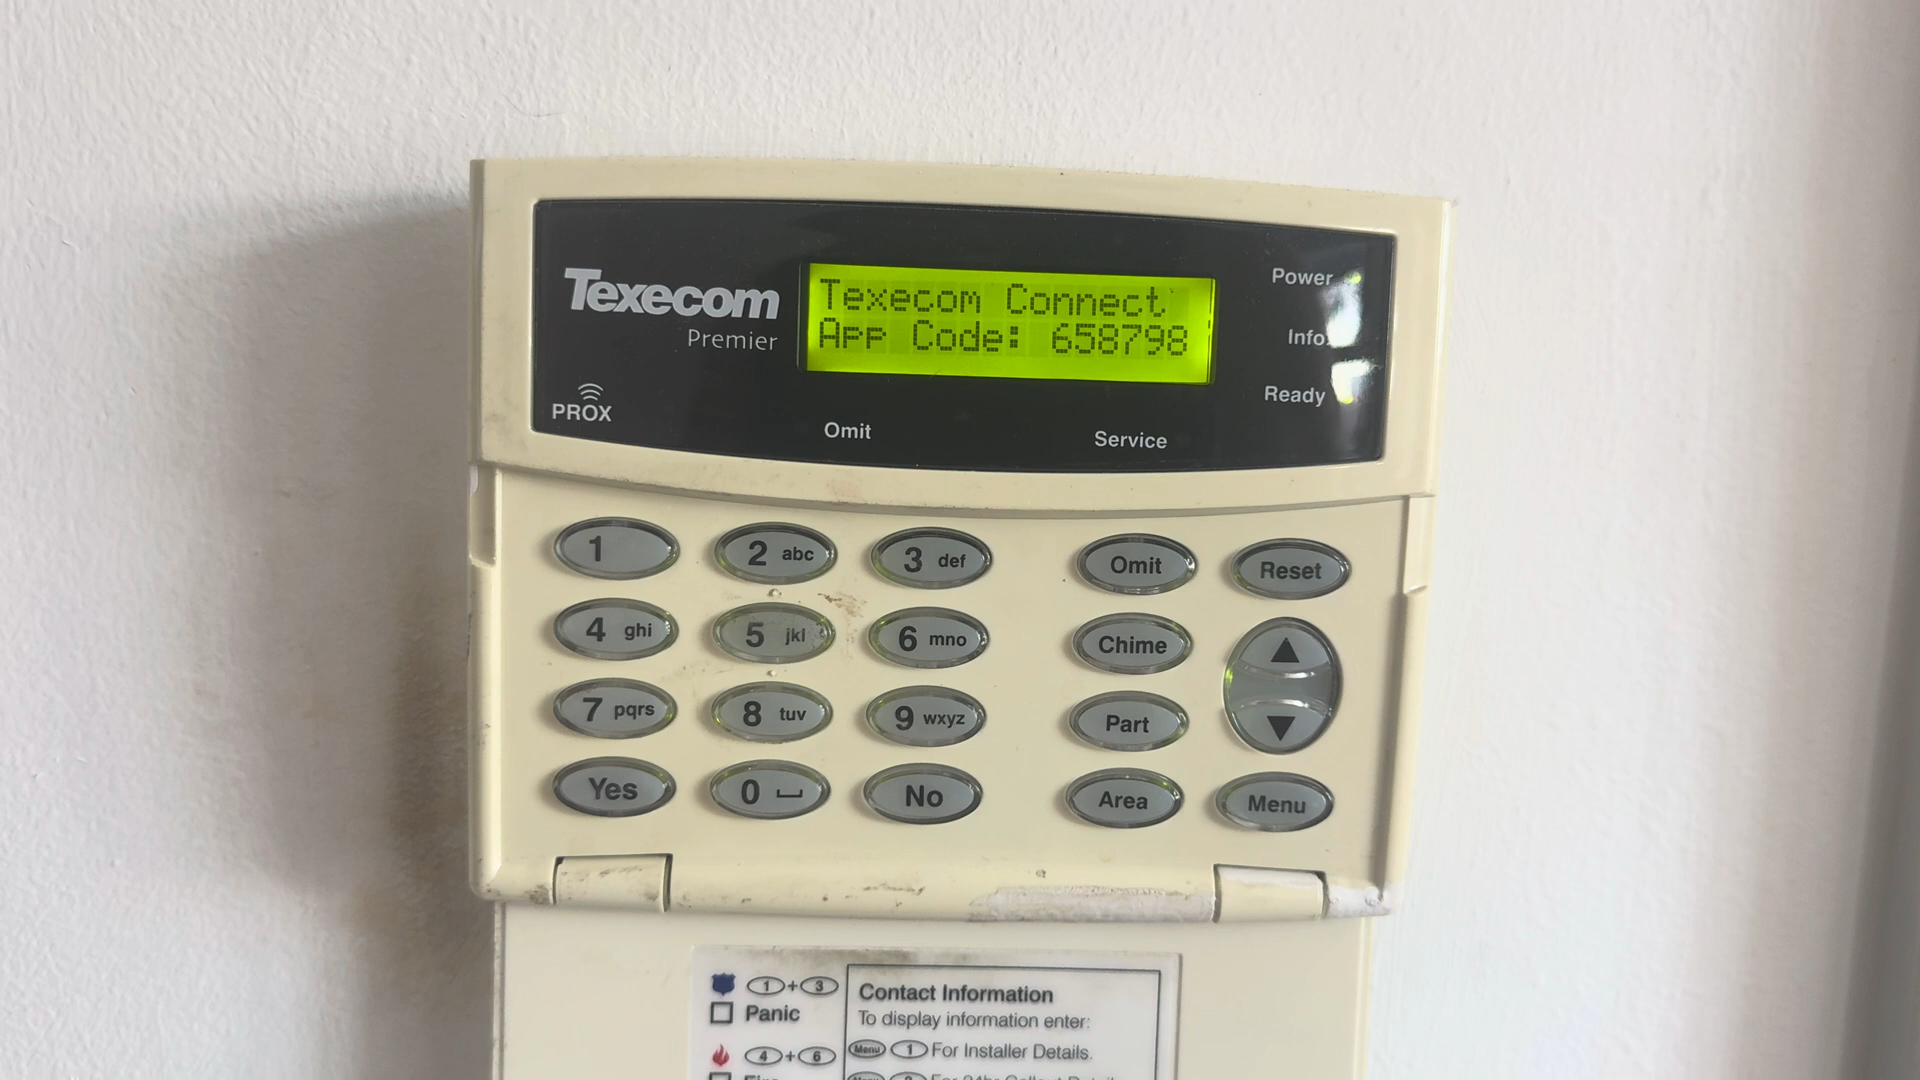 Texecom
Premier
PROX
Texecom Connect
App Code: 658798
Power
Info
Ready
Omit
Service
1
2 abc
3 def
Omit
Reset
4 ghi
5 jkl
6 mno
Chime
7 pqrs
8 tuv
9 wxyz
Part
Yes
0
No
Area
Menu
1 + 3
Panic
4 + 6
Contact Information
To display information enter:
Menu 1 For Installer Details.